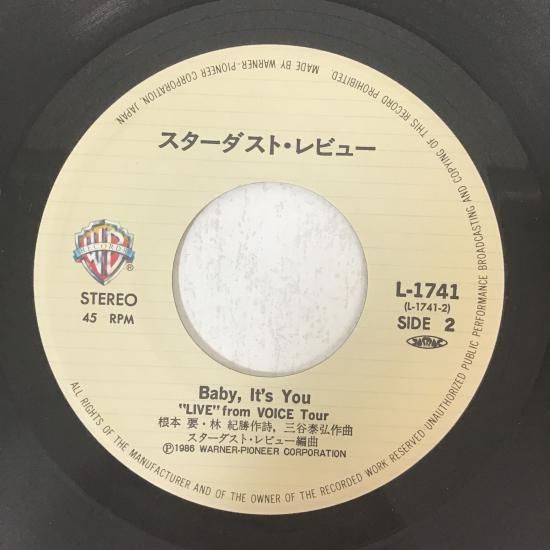 MADE BY WARNER-PIONEER CORPORATION, JAPAN
ALL RIGHTS OF THE MANUFACTURER AND OF THE OWNER OF THE RECORDED WORK RESERVED UNAUTHORIZED PUBLIC PERFORMANCE BROADCASTING AND COPYING OF THIS RECORD PROHIBITED
スターダスト・レビュー
WB
RECORDS
®
STEREO
45 RPM
L-1741
(L-1741-2)
SIDE 2
JASRAC
Baby, It's You
"LIVE" from VOICE Tour
根本 要・林 紀勝作詩, 三谷泰弘作曲
スターダスト・レビュー編曲
Ⓟ1986 WARNER-PIONEER CORPORATION